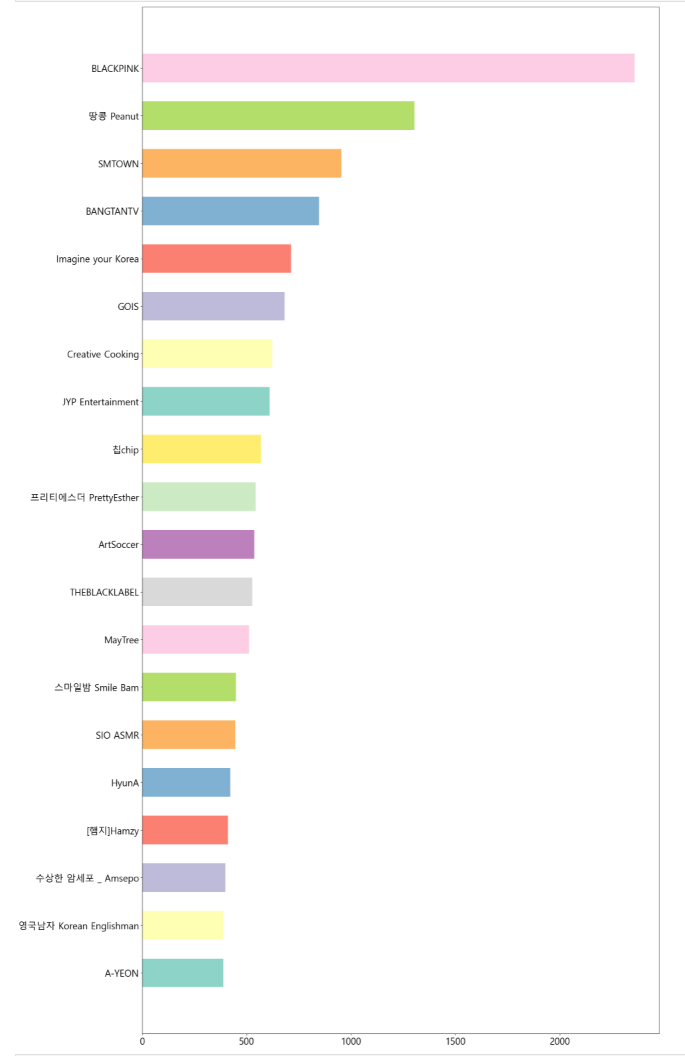 BLACKPINK
땅콩 Peanut
SMTOWN
BANGTANTV
Imagine your Korea
GOIS
Creative Cooking
JYP Entertainment
칩chip
프리티에스더 PrettyEsther
ArtSoccer
THEBLACKLABEL
MayTree
스마일밤 Smile Bam
SIO ASMR
HyunA
[햄지]Hamzy
수상한 암세포 _ Amsepo
영국남자 Korean Englishman
A-YEON
0 500 1000 1500 2000